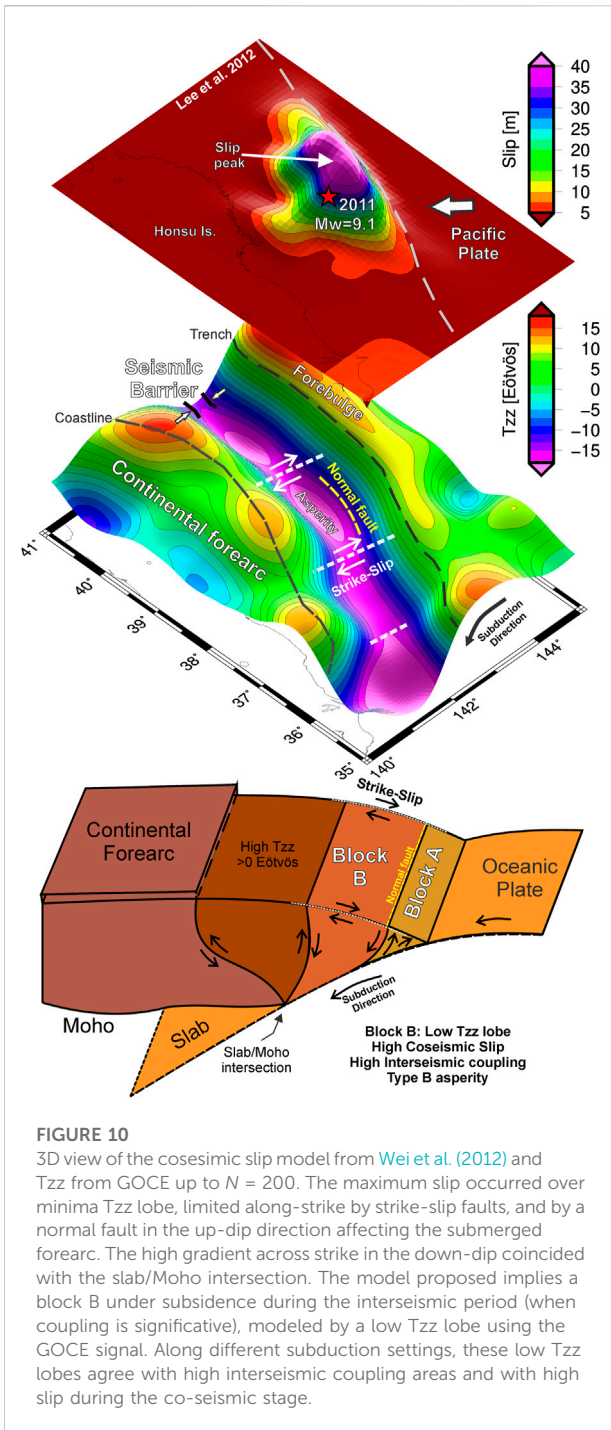 Lee et al. 2012
Slip
peak
2011
Mw=9.1
Honsu Is.
Pacific
Plate
Slip [m]
40
35
30
25
20
15
10
5
Trench
Forebulge
Seismic
Barrier
Coastline
Continental forearc
Asperity
Normal fault
Strike-Slip
Subduction
Direction
Tzz [Eötvös]
15
10
5
0
−5
−10
−15
41°
40°
39°
38°
37°
36°
35°
140°
142°
144°
Strike-Slip
Continental
Forearc
High Tzz
>0 Eötvös
Block
B
Normal fault
Block A
Oceanic
Plate
Moho
Slab
Slab/Moho
intersection
Subduction
Direction
Block B: Low Tzz lobe
High Coseismic Slip
High Interseismic coupling
Type B asperity
FIGURE 10
3D view of the cosesimic slip model from Wei et al. (2012) and
Tzz from GOCE up to N = 200. The maximum slip occurred over
minima Tzz lobe, limited along-strike by strike-slip faults, and by a
normal fault in the up-dip direction affecting the submerged
forearc. The high gradient across strike in the down-dip coincided
with the slab/Moho intersection. The model proposed implies a
block B under subsidence during the interseismic period (when
coupling is significative), modeled by a low Tzz lobe using the
GOCE signal. Along different subduction settings, these low Tzz
lobes agree with high interseismic coupling areas and with high
slip during the co-seismic stage.